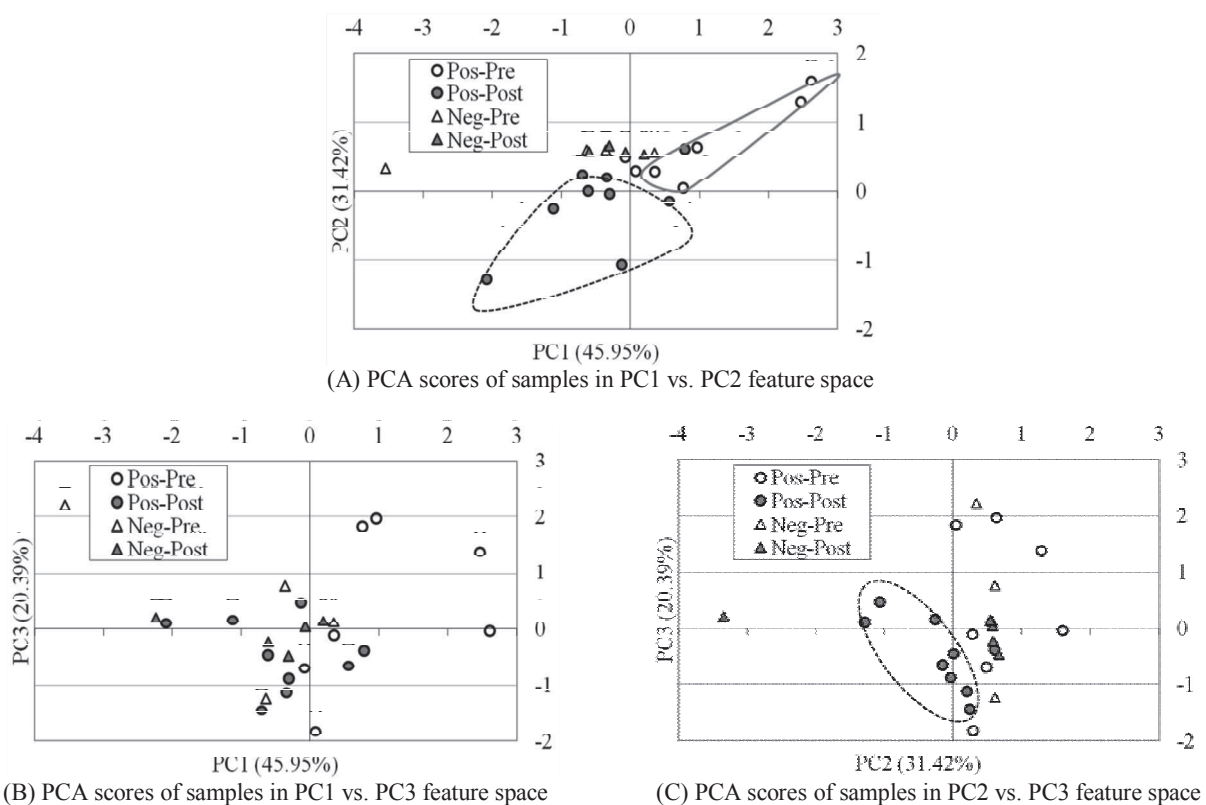 -4 -3 -2 -1 0 1 2 3
2
1
0
-1
-2
Pos-Pre
Pos-Post
Neg-Pre
Neg-Post
PC2 (31.42%)
PC1 (45.95%)
(A) PCA scores of samples in PC1 vs. PC2 feature space
-4 -3 -2 -1 0 1 2 3
3
2
1
0
-1
-2
Pos-Pre
Pos-Post
Neg-Pre
Neg-Post
PC3 (20.39%)
PC1 (45.95%)
(B) PCA scores of samples in PC1 vs. PC3 feature space
-4 -3 -2 -1 0 1 2 3
3
2
1
0
-1
-2
Pos-Pre
Pos-Post
Neg-Pre
Neg-Post
PC3 (20.39%)
PC2 (31.42%)
(C) PCA scores of samples in PC2 vs. PC3 feature space